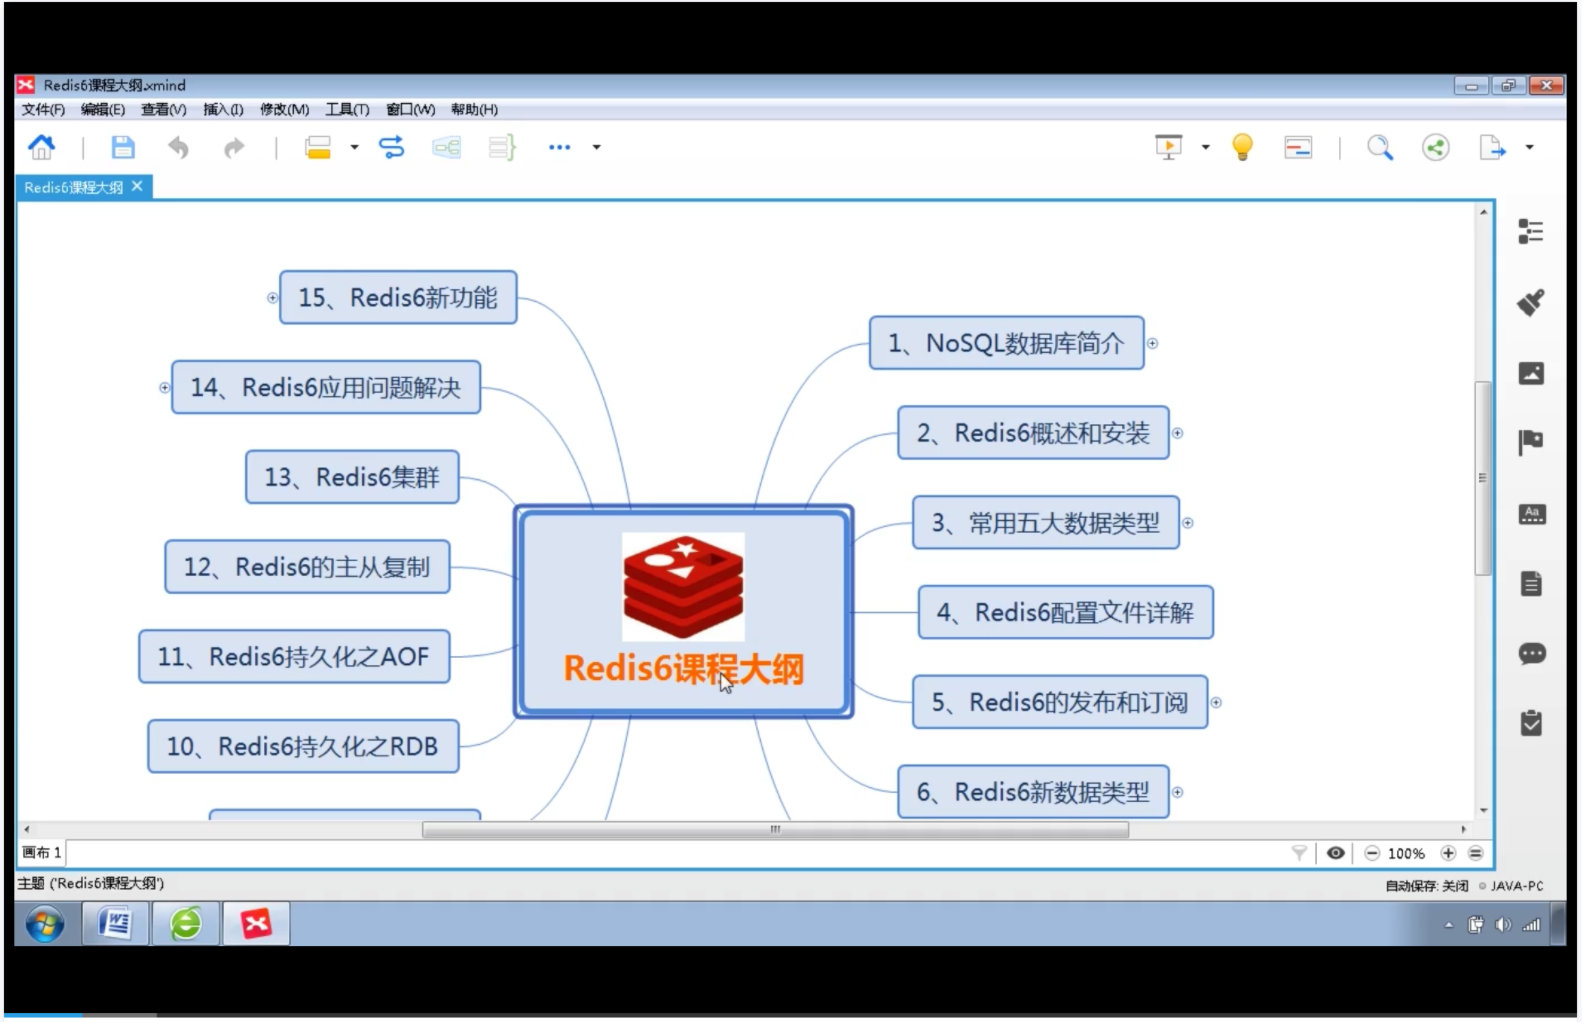 Redis6课程大纲.xmind
文件(F) 编辑(E) 查看(V) 插入(I) 修改(M) 工具(T) 窗口(W) 帮助(H)
Redis6课程大纲
15、Redis6新功能
14、Redis6应用问题解决
13、Redis6集群
12、Redis6的主从复制
11、Redis6持久化之AOF
10、Redis6持久化之RDB
Redis6课程大纲
1、NoSQL数据库简介
2、Redis6概述和安装
3、常用五大数据类型
4、Redis6配置文件详解
5、Redis6的发布和订阅
6、Redis6新数据类型
Aa
画布 1
100%
主题 ('Redis6课程大纲')
自动保存: 关闭 JAVA-PC